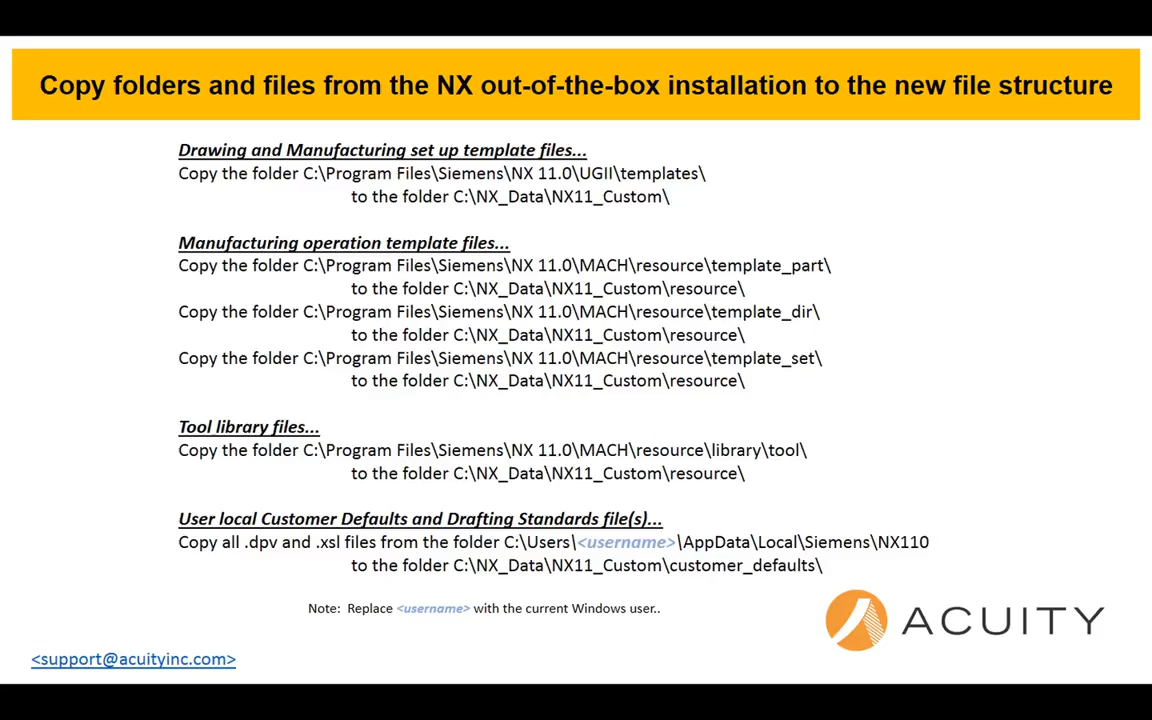 Copy folders and files from the NX out-of-the-box installation to the new file structure
Drawing and Manufacturing set up template files...
Copy the folder C:\Program Files\Siemens\NX 11.0\UGII\templates\
to the folder C:\NX_Data\NX11_Custom\
Manufacturing operation template files...
Copy the folder C:\Program Files\Siemens\NX 11.0\MACH\resource\template_part\
to the folder C:\NX_Data\NX11_Custom\resource\
Copy the folder C:\Program Files\Siemens\NX 11.0\MACH\resource\template_dir\
to the folder C:\NX_Data\NX11_Custom\resource\
Copy the folder C:\Program Files\Siemens\NX 11.0\MACH\resource\template_set\
to the folder C:\NX_Data\NX11_Custom\resource\
Tool library files...
Copy the folder C:\Program Files\Siemens\NX 11.0\MACH\resource\library\tool\
to the folder C:\NX_Data\NX11_Custom\resource\
User local Customer Defaults and Drafting Standards file(s)...
Copy all .dpv and .xsl files from the folder C:\Users\<username>\AppData\Local\Siemens\NX110
to the folder C:\NX_Data\NX11_Custom\customer_defaults\
Note: Replace <username> with the current Windows user..
ACUITY
<support@acuityinc.com>